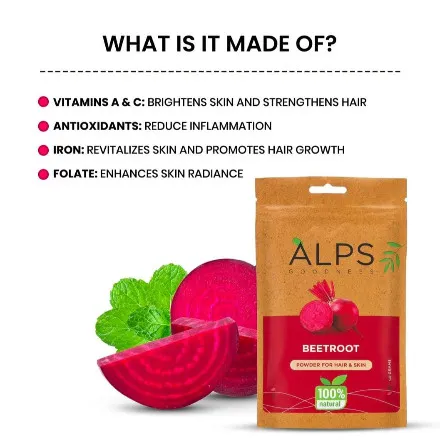 WHAT IS IT MADE OF?
VITAMINS A & C: BRIGHTENS SKIN AND STRENGTHENS HAIR
ANTIOXIDANTS: REDUCE INFLAMMATION
IRON: REVITALIZES SKIN AND PROMOTES HAIR GROWTH
FOLATE: ENHANCES SKIN RADIANCE
ALPS
GOODNESS
BEETROOT
POWDER FOR HAIR & SKIN
100%
natural